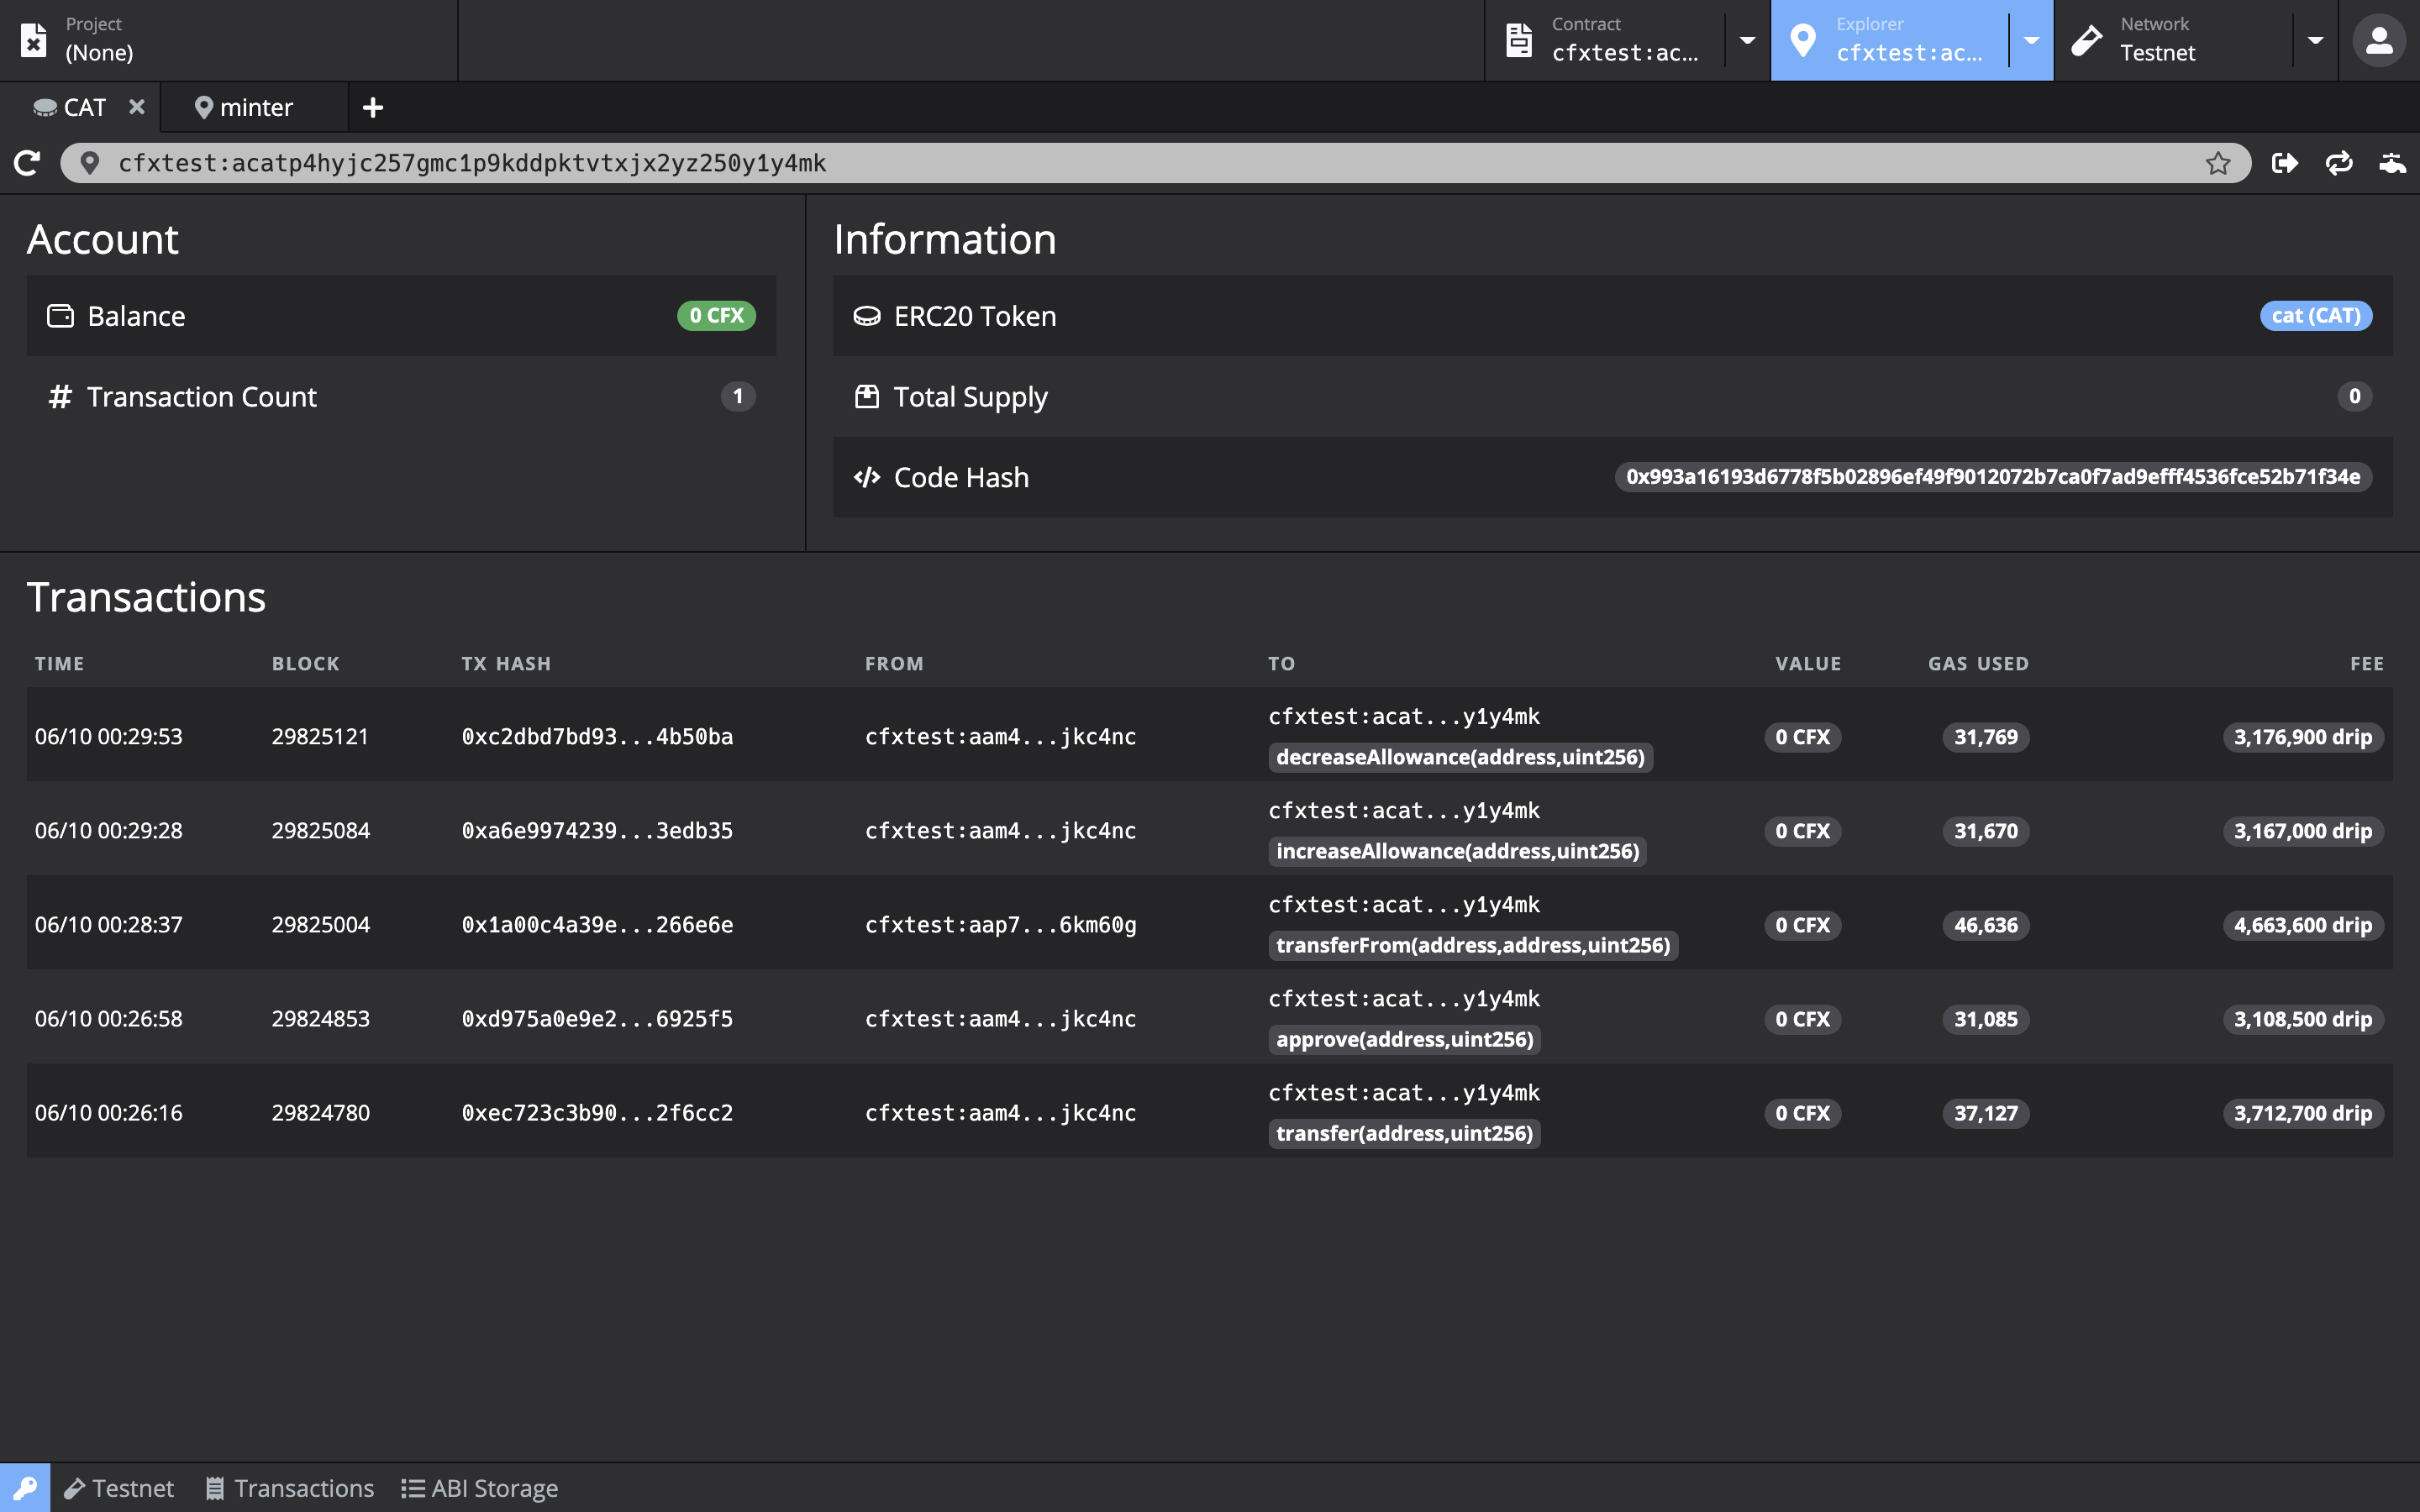 Project
(None)
Contract
cfxtest:ac...
Explorer
cfxtest:ac...
Network
Testnet
CAT
minter
cfxtest:acatp4hyjc257gmc1p9kddpktvtxjx2yz250y1y4mk
Account
Balance
0 CFX
Transaction Count
1
Information
ERC20 Token
cat (CAT)
Total Supply
0
Code Hash
0x993a16193d6778f5b02896ef49f9012072b7ca0f7ad9efff4536fce52b71f34e
Transactions
TIME BLOCK TX HASH FROM TO VALUE GAS USED FEE
06/10 00:29:53 29825121 0xc2dbd7bd93...4b50ba cfxtest:aam4...jkc4nc cfxtest:acat...y1y4mk 0 CFX 31,769 3,176,900 drip
decreaseAllowance(address,uint256)
06/10 00:29:28 29825084 0xa6e9974239...3edb35 cfxtest:aam4...jkc4nc cfxtest:acat...y1y4mk 0 CFX 31,670 3,167,000 drip
increaseAllowance(address,uint256)
06/10 00:28:37 29825004 0x1a00c4a39e...266e6e cfxtest:aap7...6km60g cfxtest:acat...y1y4mk 0 CFX 46,636 4,663,600 drip
transferFrom(address,address,uint256)
06/10 00:26:58 29824853 0xd975a0e9e2...6925f5 cfxtest:aam4...jkc4nc cfxtest:acat...y1y4mk 0 CFX 31,085 3,108,500 drip
approve(address,uint256)
06/10 00:26:16 29824780 0xec723c3b90...2f6cc2 cfxtest:aam4...jkc4nc cfxtest:acat...y1y4mk 0 CFX 37,127 3,712,700 drip
transfer(address,uint256)
Testnet
Transactions
ABI Storage